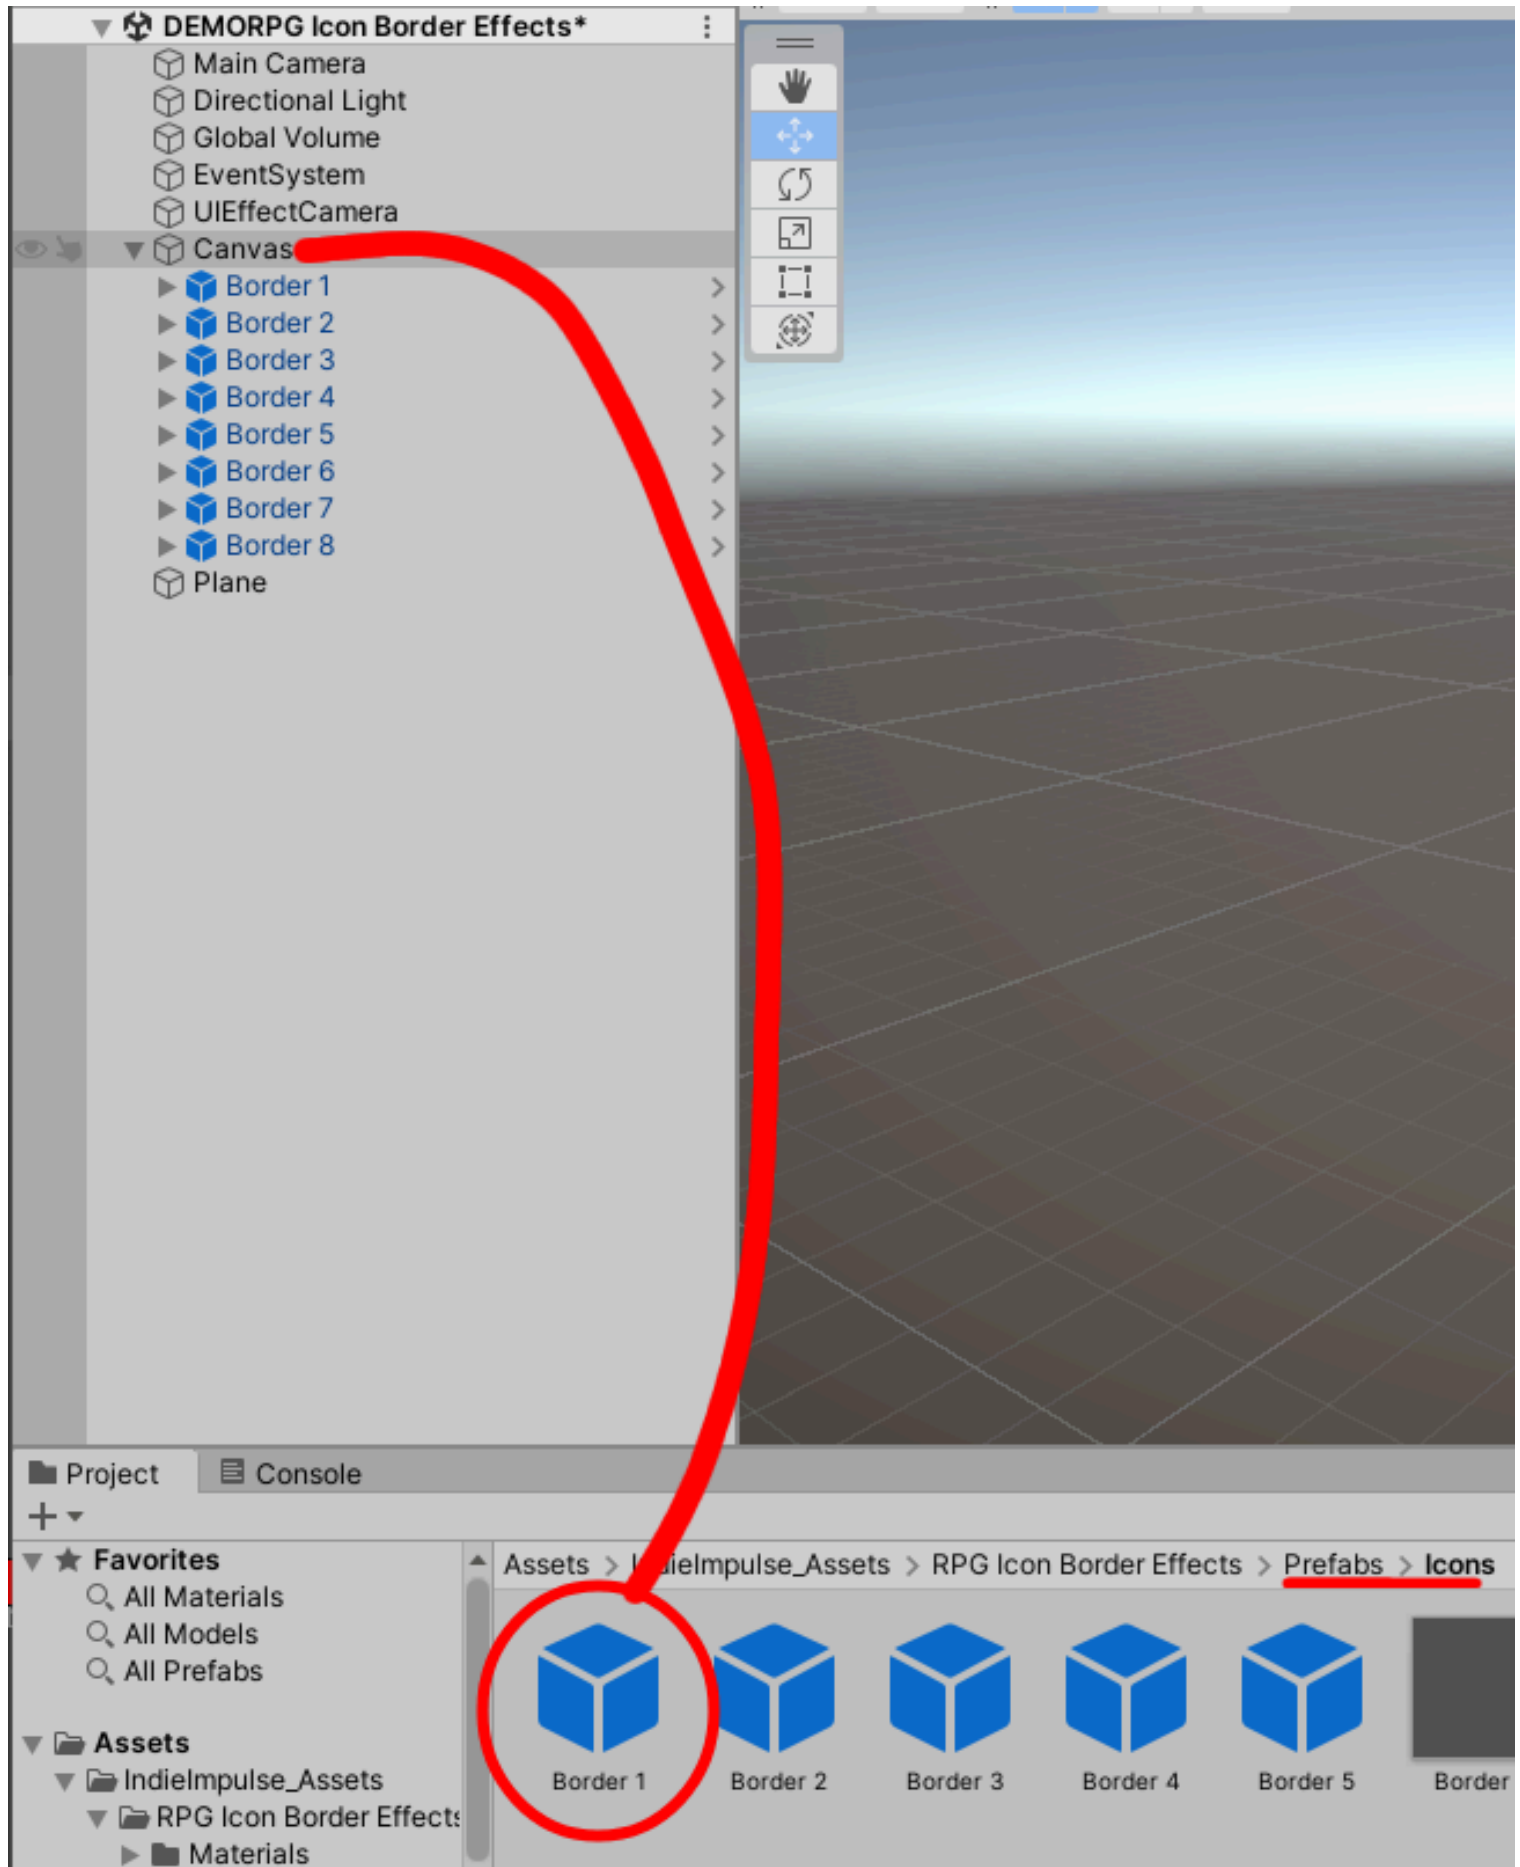 DEMORPG Icon Border Effects*
Main Camera
Directional Light
Global Volume
EventSystem
UIEffectCamera
Canvas
Border 1
Border 2
Border 3
Border 4
Border 5
Border 6
Border 7
Border 8
Plane
Project
Console
Favorites
All Materials
All Models
All Prefabs
Assets
IndieImpulse_Assets
RPG Icon Border Effects
Materials
Assets > IndieImpulse_Assets > RPG Icon Border Effects > Prefabs > Icons
Border 1
Border 2
Border 3
Border 4
Border 5
Border